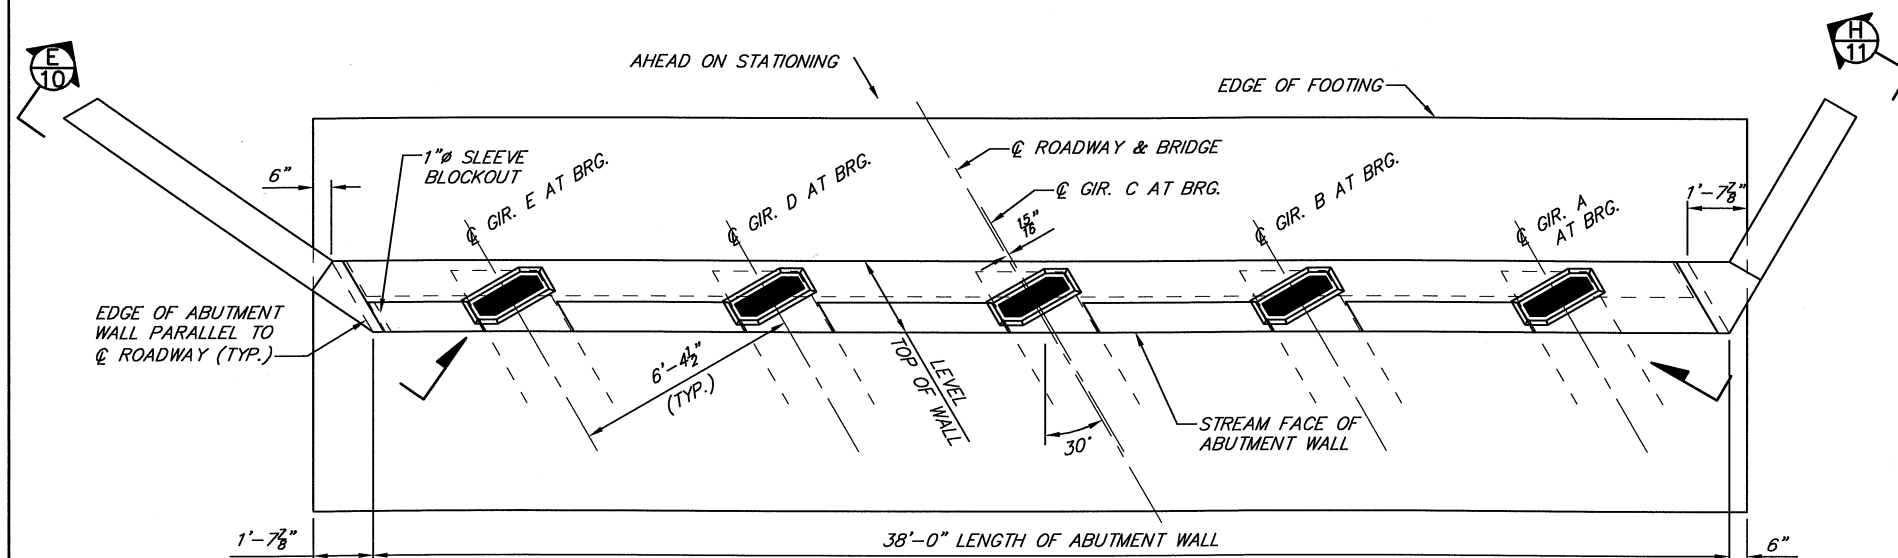 E
10
AHEAD ON STATIONING
EDGE OF FOOTING
H
11
1"ø SLEEVE
BLOCKOUT
℄ ROADWAY & BRIDGE
6"
℄ GIR. E AT BRG.
℄ GIR. D AT BRG.
℄ GIR. C AT BRG.
℄ GIR. B AT BRG.
℄ GIR. A
AT BRG.
1'-7⅞"
15/16"
EDGE OF ABUTMENT
WALL PARALLEL TO
℄ ROADWAY (TYP.)
6'-4½"
(TYP.)
LEVEL
TOP OF WALL
30°
STREAM FACE OF
ABUTMENT WALL
1'-7⅞"
38'-0" LENGTH OF ABUTMENT WALL
6"